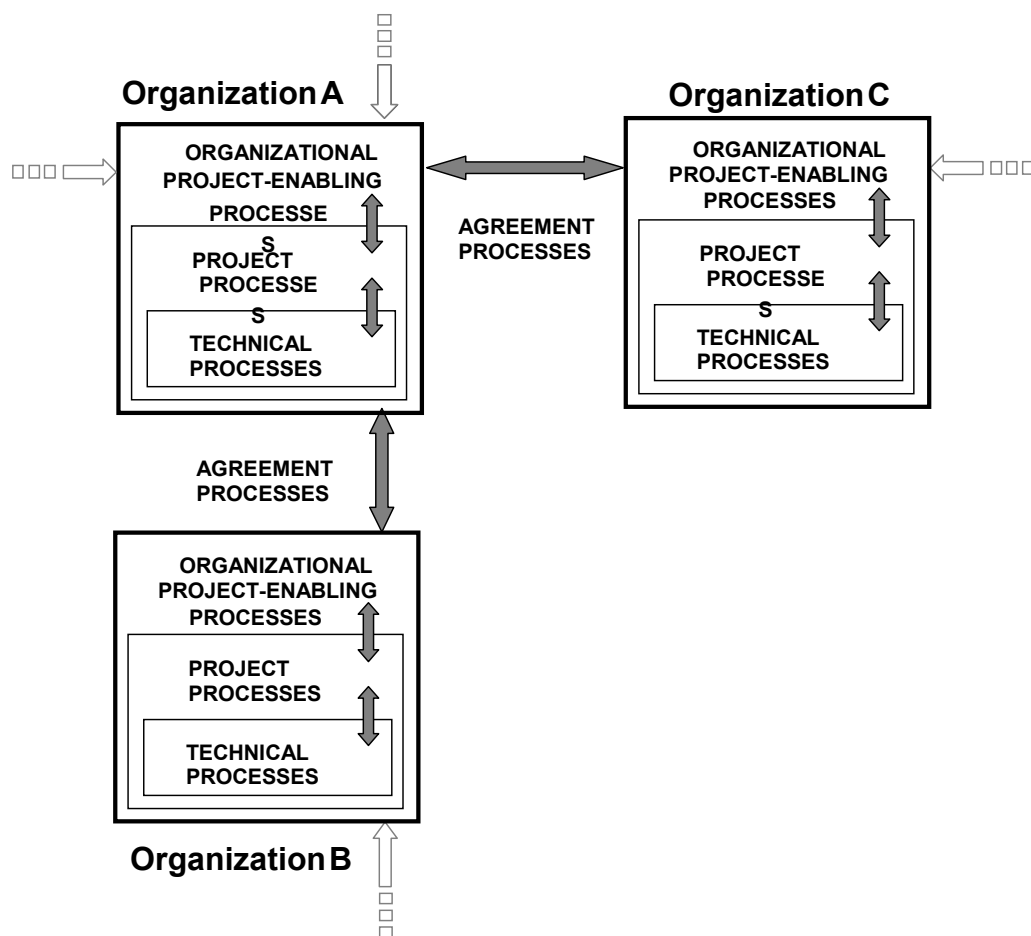 Organization A
ORGANIZATIONAL
PROJECT-ENABLING
PROCESSE
S
PROJECT
PROCESSE
S
TECHNICAL
PROCESSES
AGREEMENT
PROCESSES
Organization C
ORGANIZATIONAL
PROJECT-ENABLING
PROCESSES
PROJECT
PROCESSE
S
TECHNICAL
PROCESSES
AGREEMENT
PROCESSES
ORGANIZATIONAL
PROJECT-ENABLING
PROCESSES
PROJECT
PROCESSES
TECHNICAL
PROCESSES
Organization B